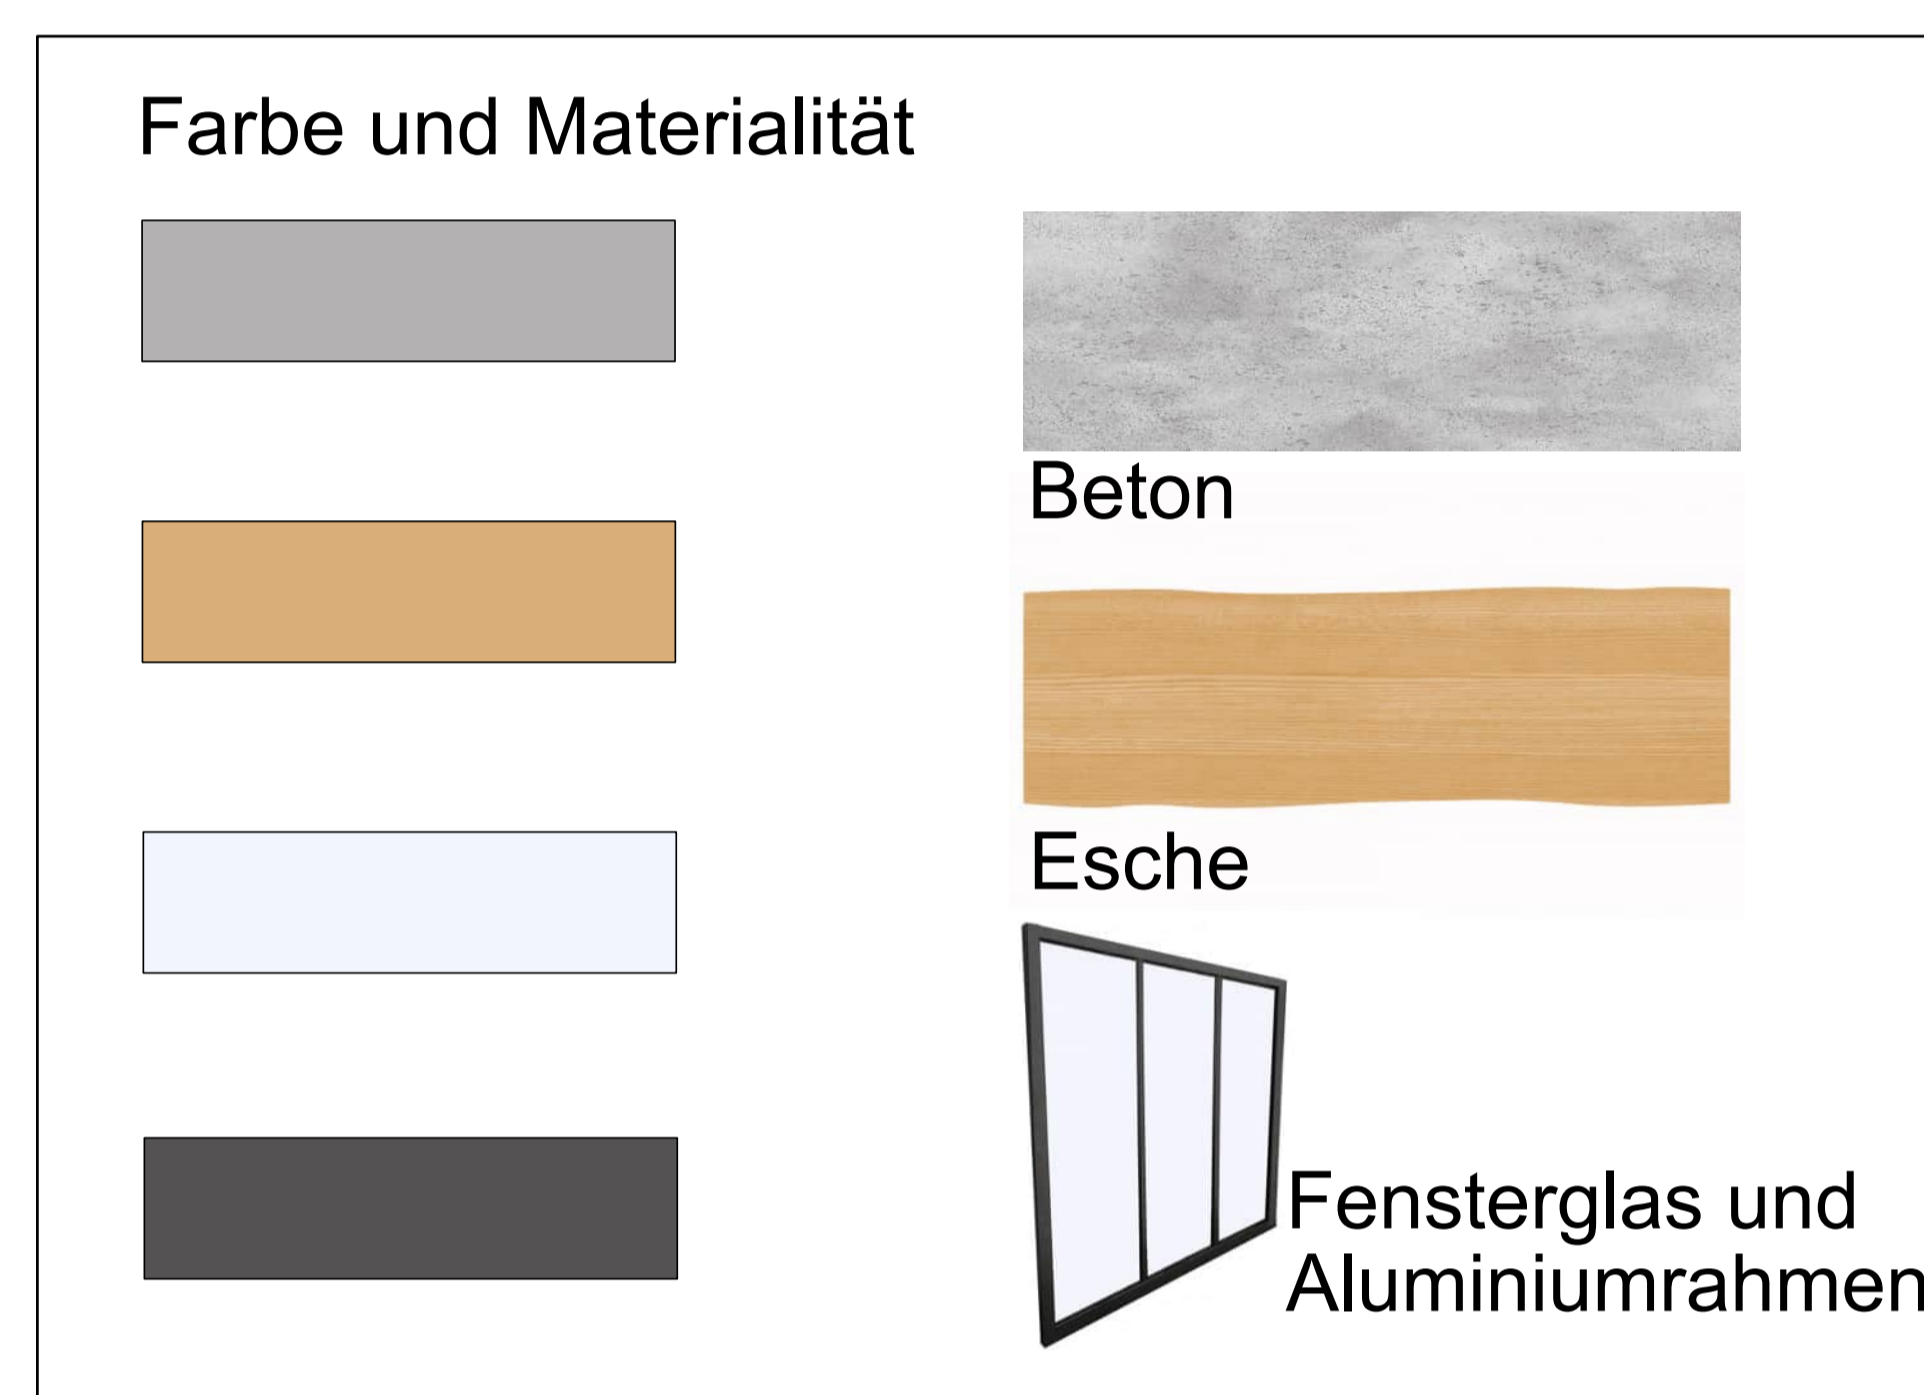 Farbe und Materialität
Beton
Esche
Fensterglas und
Aluminiumrahmen